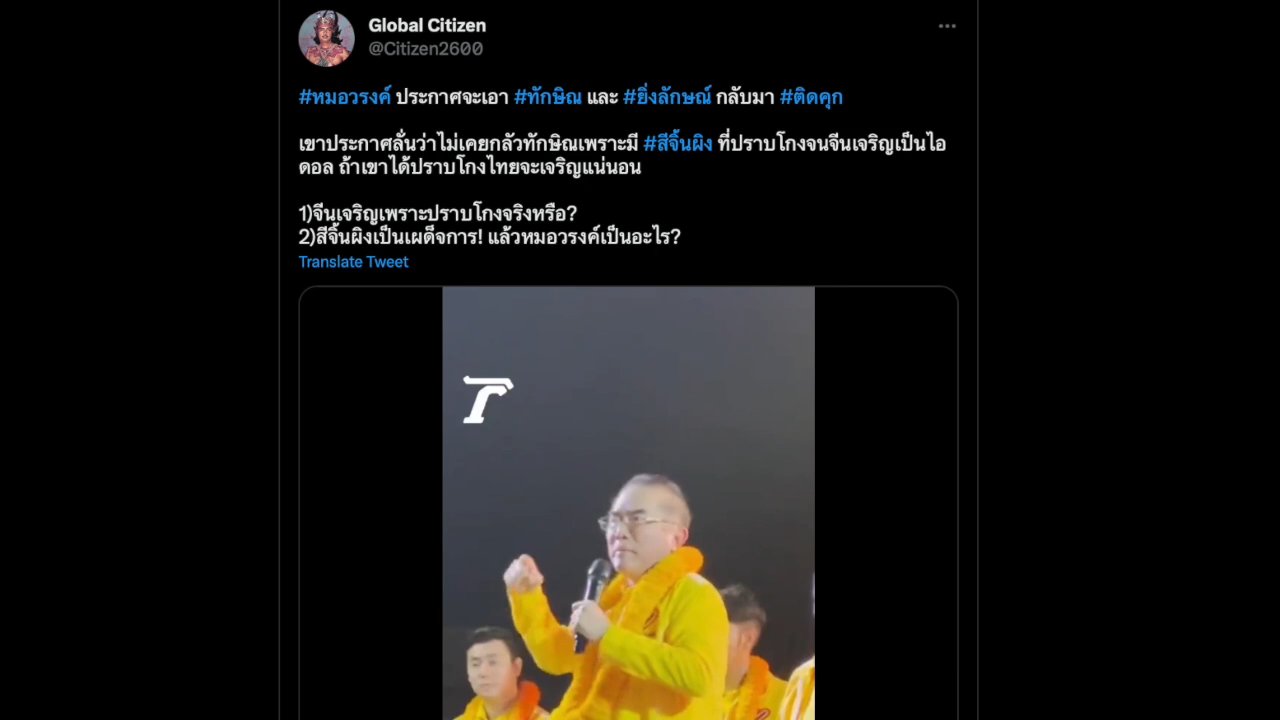 Global Citizen
@Citizen2600
#หมอวรงค์ ประกาศจะเอา #ทักษิณ และ #ยิ่งลักษณ์ กลับมา #ติดคุก
เขาประกาศลั่นว่าไม่เคยกลัวทักษิณเพราะมี #สีจิ้นผิง ที่ปราบโกงจนจีนเจริญเป็นไอ
ดอล ถ้าเขาได้ปราบโกงไทยจะเจริญแน่นอน
1)จีนเจริญเพราะปราบโกงจริงหรือ?
2)สีจิ้นผิงเป็นเผด็จการ! แล้วหมอวรงค์เป็นอะไร?
Translate Tweet